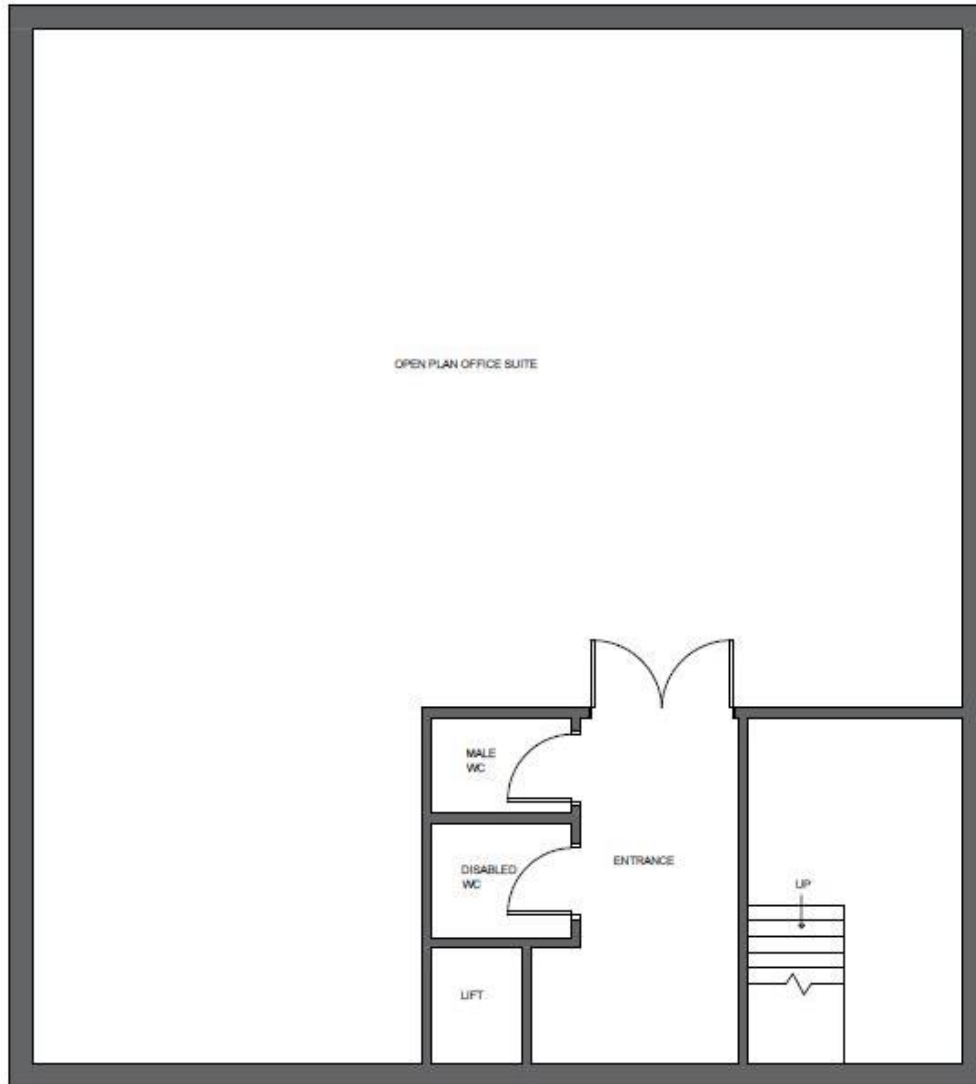 OPEN PLAN OFFICE SUITE
MALE
WC
ENTRANCE
DISABLED
WC
UP
LIFT